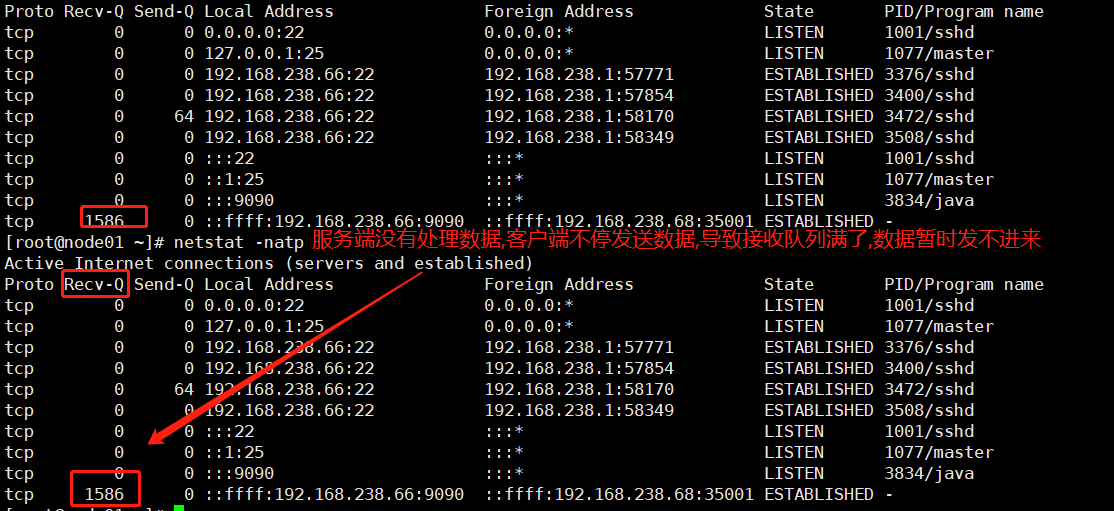 Proto Recv-Q Send-Q Local Address           Foreign Address         State       PID/Program name
tcp        0      0 0.0.0.0:22              0.0.0.0:*               LISTEN      1001/sshd
tcp        0      0 127.0.0.1:25            0.0.0.0:*               LISTEN      1077/master
tcp        0      0 192.168.238.66:22       192.168.238.1:57771     ESTABLISHED 3376/sshd
tcp        0      0 192.168.238.66:22       192.168.238.1:57854     ESTABLISHED 3400/sshd
tcp        0     64 192.168.238.66:22       192.168.238.1:58170     ESTABLISHED 3472/sshd
tcp        0      0 192.168.238.66:22       192.168.238.1:58349     ESTABLISHED 3508/sshd
tcp        0      0 :::22                   :::*                    LISTEN      1001/sshd
tcp        0      0 ::1:25                  :::*                    LISTEN      1077/master
tcp        0      0 :::9090                 :::*                    LISTEN      3834/java
tcp     1586      0 ::ffff:192.168.238.66:9090  ::ffff:192.168.238.68:35001 ESTABLISHED -
[root@node01 ~]# netstat -natp 服务端没有处理数据,客户端不停发送数据,导致接收队列满了,数据暂时发不进来
Active Internet connections (servers and established)
Proto Recv-Q Send-Q Local Address           Foreign Address         State       PID/Program name
tcp        0      0 0.0.0.0:22              0.0.0.0:*               LISTEN      1001/sshd
tcp        0      0 127.0.0.1:25            0.0.0.0:*               LISTEN      1077/master
tcp        0      0 192.168.238.66:22       192.168.238.1:57771     ESTABLISHED 3376/sshd
tcp        0      0 192.168.238.66:22       192.168.238.1:57854     ESTABLISHED 3400/sshd
tcp        0     64 192.168.238.66:22       192.168.238.1:58170     ESTABLISHED 3472/sshd
tcp        0      0 192.168.238.66:22       192.168.238.1:58349     ESTABLISHED 3508/sshd
tcp        0      0 :::22                   :::*                    LISTEN      1001/sshd
tcp        0      0 ::1:25                  :::*                    LISTEN      1077/master
tcp        0      0 :::9090                 :::*                    LISTEN      3834/java
tcp     1586      0 ::ffff:192.168.238.66:9090  ::ffff:192.168.238.68:35001 ESTABLISHED -